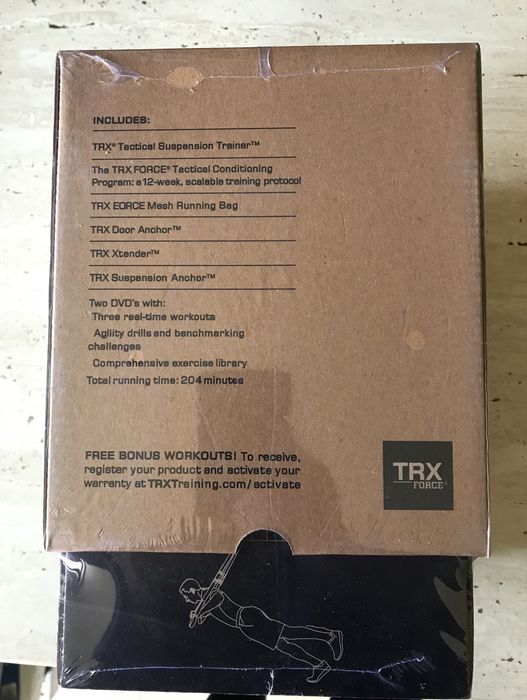 INCLUDES:
TRX® Tactical Suspension Trainer™
The TRX FORCE® Tactical Conditioning
Program: a 12-week, scalable training protocol
TRX EORCE Mesh Running Bag
TRX Door Anchor™
TRX Xtender™
TRX Suspension Anchor™
Two DVD's with:
Three real-time workouts
Agility drills and benchmarking
challenges
Comprehensive exercise library
Total running time: 204 minutes
FREE BONUS WORKOUTS! To receive,
register your product and activate your
warranty at TRXTraining.com/activate
TRX
FORCE®